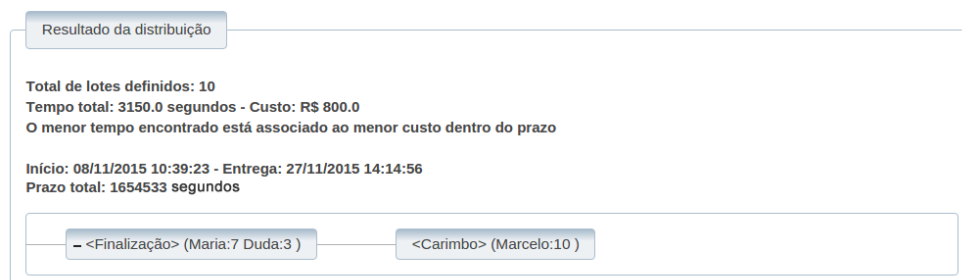 Resultado da distribuição
Total de lotes definidos: 10
Tempo total: 3150.0 segundos - Custo: R$ 800.0
O menor tempo encontrado está associado ao menor custo dentro do prazo
Início: 08/11/2015 10:39:23 - Entrega: 27/11/2015 14:14:56
Prazo total: 1654533 segundos
– <Finalização> (Maria:7 Duda:3 ) <Carimbo> (Marcelo:10 )